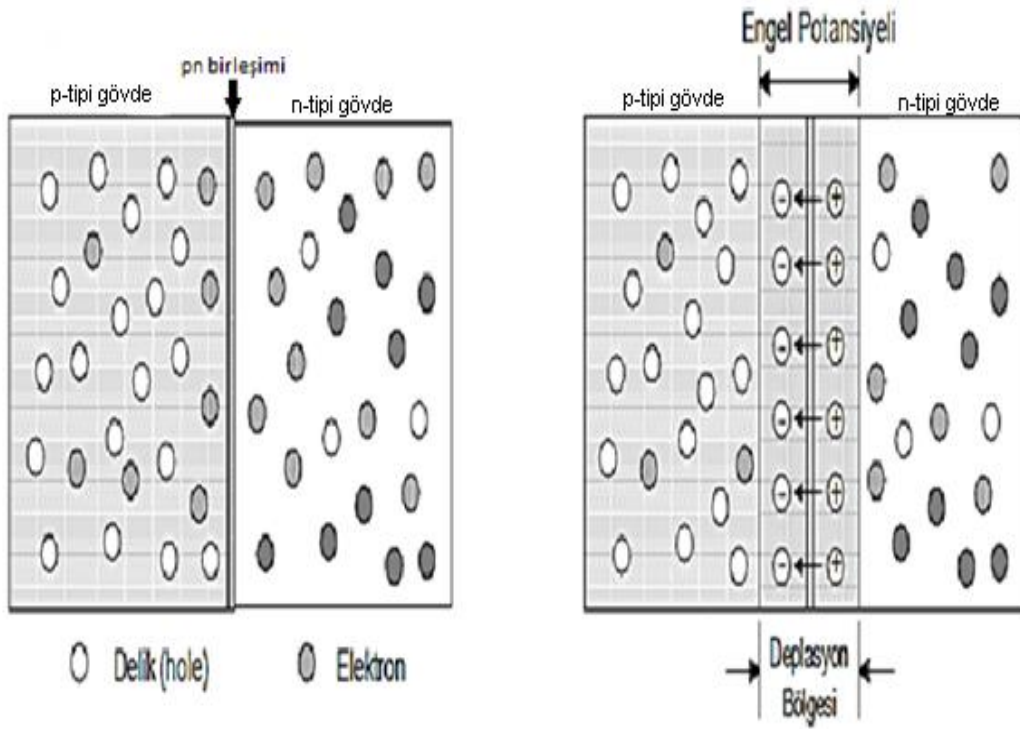 pn birleşimi
p-tipi gövde
n-tipi gövde
Delik (hole)
Elektron
Engel Potansiyeli
p-tipi gövde
n-tipi gövde
- +
- +
- +
- +
- +
- +
Deplasyon
Bölgesi